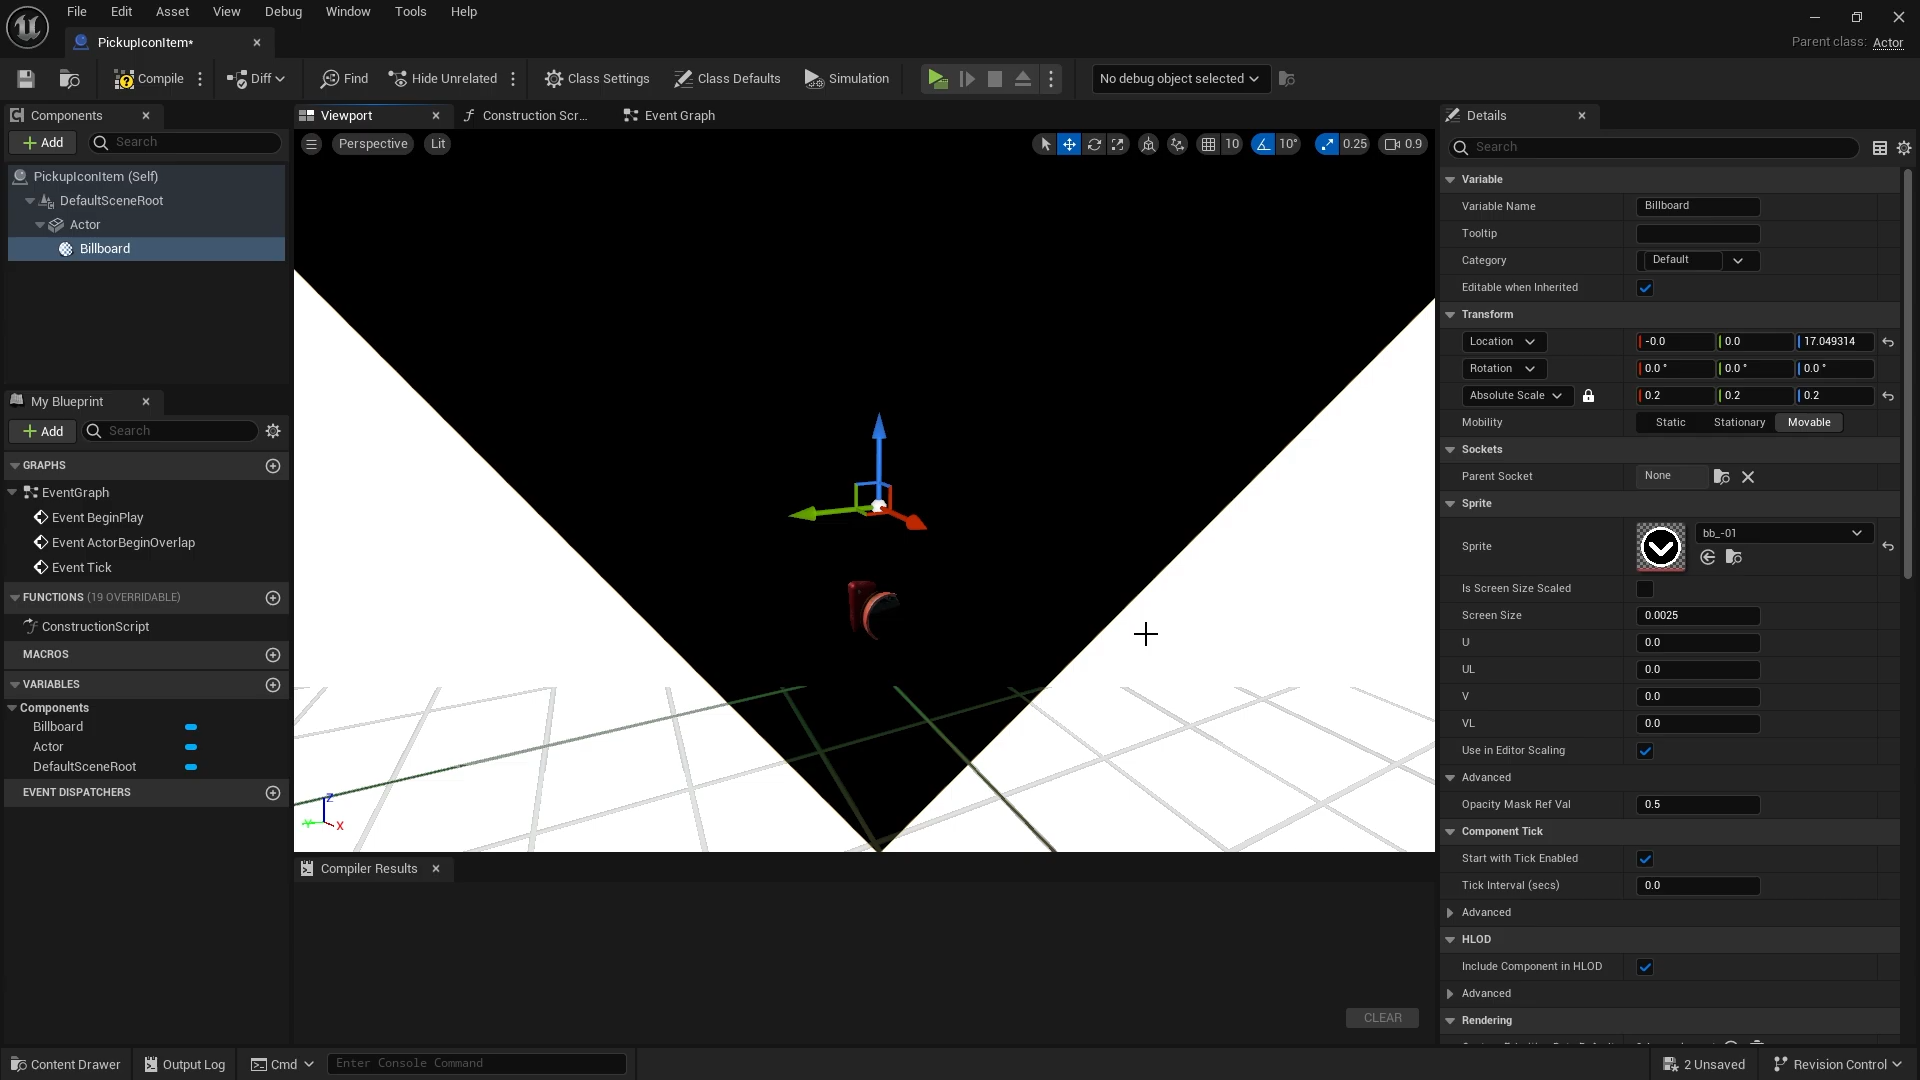 File Edit Asset View Debug Window Tools Help
PickupIconItem*
Parent class: Actor
Compile Diff Find Hide Unrelated Class Settings Class Defaults Simulation No debug object selected
Components
Add Search
PickupIconItem (Self)
DefaultSceneRoot
Actor
Billboard
My Blueprint
Add Search
GRAPHS
EventGraph
Event BeginPlay
Event ActorBeginOverlap
Event Tick
FUNCTIONS (19 OVERRIDABLE)
ConstructionScript
MACROS
VARIABLES
Components
Billboard
Actor
DefaultSceneRoot
EVENT DISPATCHERS
Viewport Construction Scr... Event Graph
Perspective Lit 10 10° 0.25 0.9
Z
Y X
Compiler Results
CLEAR
Details
Search
Variable
Variable Name Billboard
Tooltip
Category Default
Editable when Inherited
Transform
Location -0.0 0.0 17.049314
Rotation 0.0 ° 0.0 ° 0.0 °
Absolute Scale 0.2 0.2 0.2
Mobility Static Stationary Movable
Sockets
Parent Socket None
Sprite
Sprite bb_-01
Is Screen Size Scaled
Screen Size 0.0025
U 0.0
UL 0.0
V 0.0
VL 0.0
Use in Editor Scaling
Advanced
Opacity Mask Ref Val 0.5
Component Tick
Start with Tick Enabled
Tick Interval (secs) 0.0
Advanced
HLOD
Include Component in HLOD
Advanced
Rendering
Content Drawer Output Log Cmd Enter Console Command 2 Unsaved Revision Control